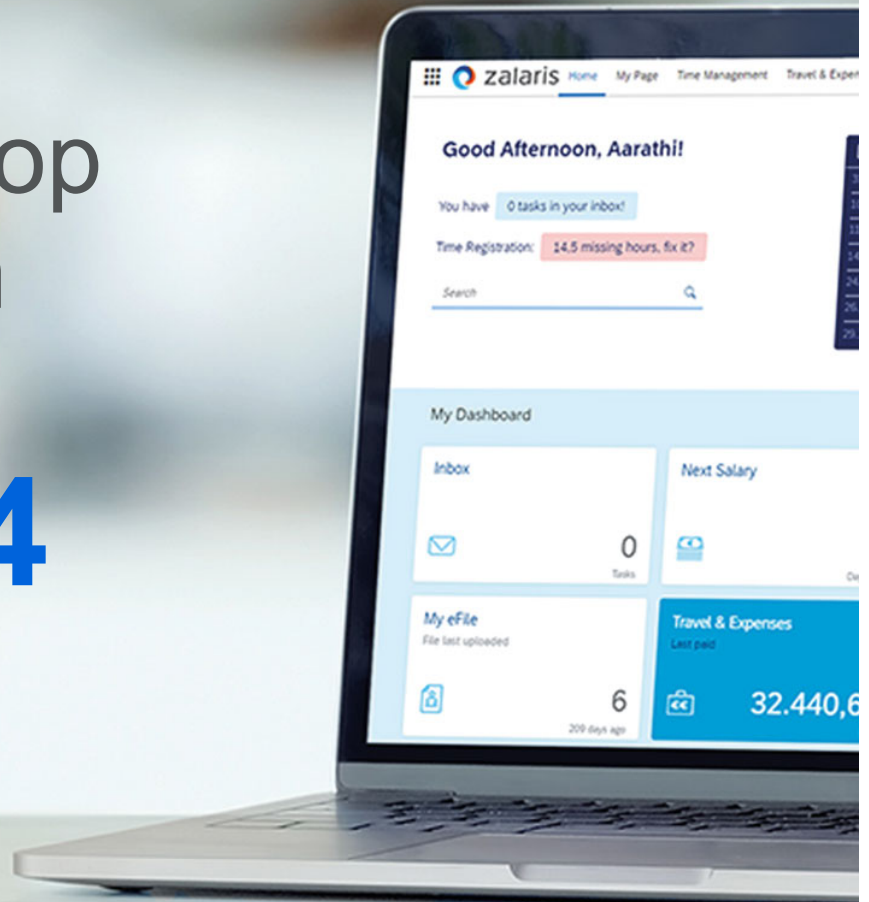 op
4
zalaris Home My Page Time Management Travel & Exper
Good Afternoon, Aarathi!
You have 0 tasks in your inbox!
Time Registration: 14,5 missing hours, fix it?
Search
My Dashboard
Inbox
Next Salary
0
Tasks
My eFile
File last uploaded
Travel & Expenses
Last paid
6
209 days ago
32.440,6